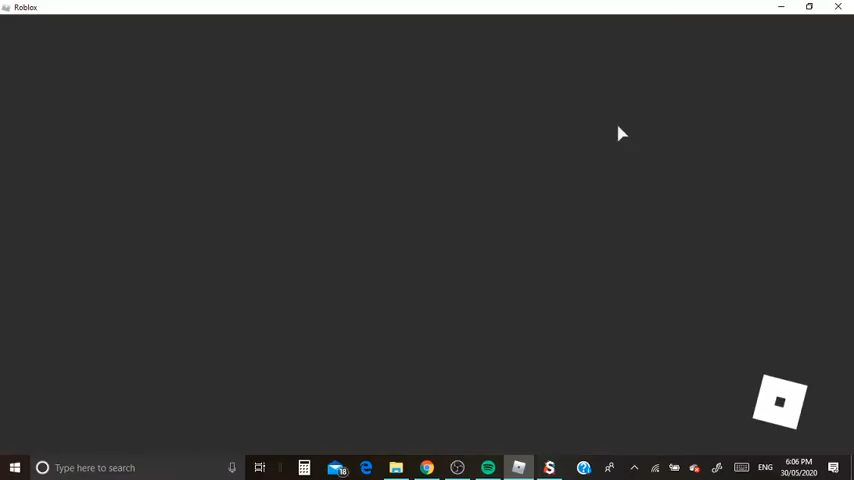 Roblox
Type here to search
18
ENG
6:06 PM
30/05/2020